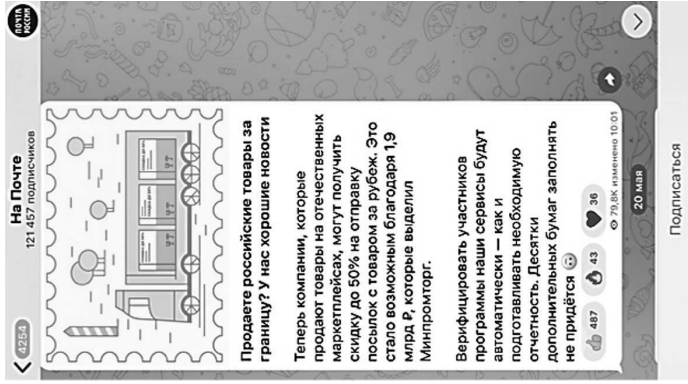 4254
На Почте
121 457 подписчиков
ПОЧТА
РОССИИ
Продаете российские товары за
границу? У нас хорошие новости
Теперь компании, которые
продают товары на отечественных
маркетплейсах, могут получить
скидку до 50% на отправку
посылок с товаром за рубеж. Это
стало возможным благодаря 1,9
млрд ₽, которые выделил
Минпромторг.
Верифицировать участников
программы наши сервисы будут
автоматически — как и
подготавливать необходимую
отчетность. Десятки
дополнительных бумаг заполнять
не придётся
487 43 36
79,8K изменено 10:01
20 мая
Подписаться